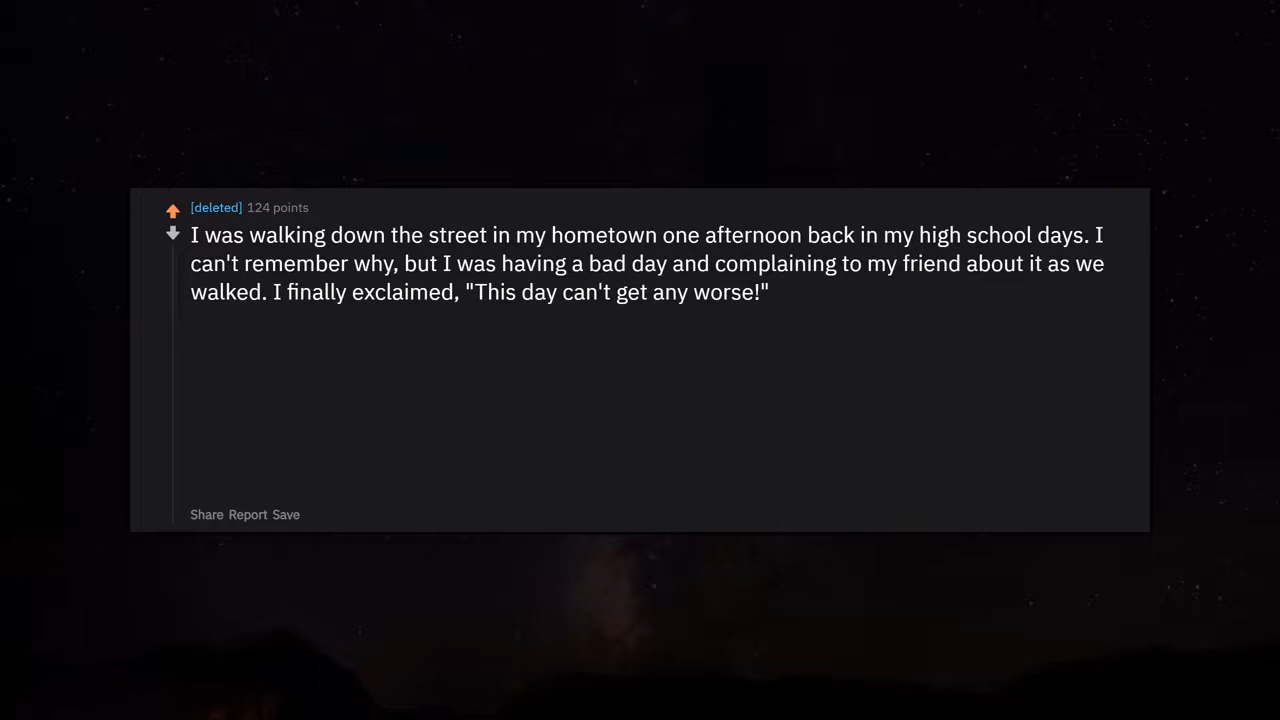 [deleted] 124 points
I was walking down the street in my hometown one afternoon back in my high school days. I
can't remember why, but I was having a bad day and complaining to my friend about it as we
walked. I finally exclaimed, "This day can't get any worse!"
Share Report Save